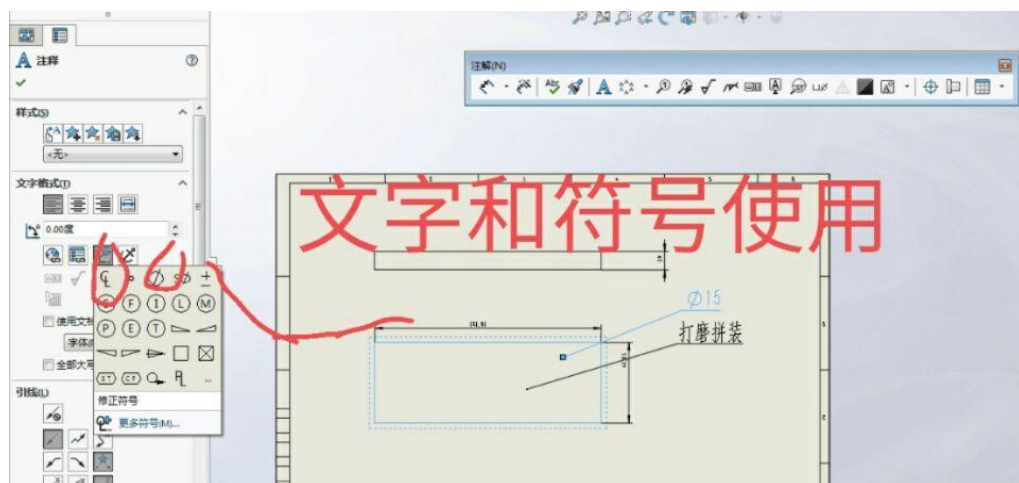 注释
注解(N)
样式(S)
<无>
文字格式(T)
0.00度
使用文
字体(F
全部大写
引线(L)
修正符号
更多符号(M)...
文字和符号使用
Ø15
打磨拼装